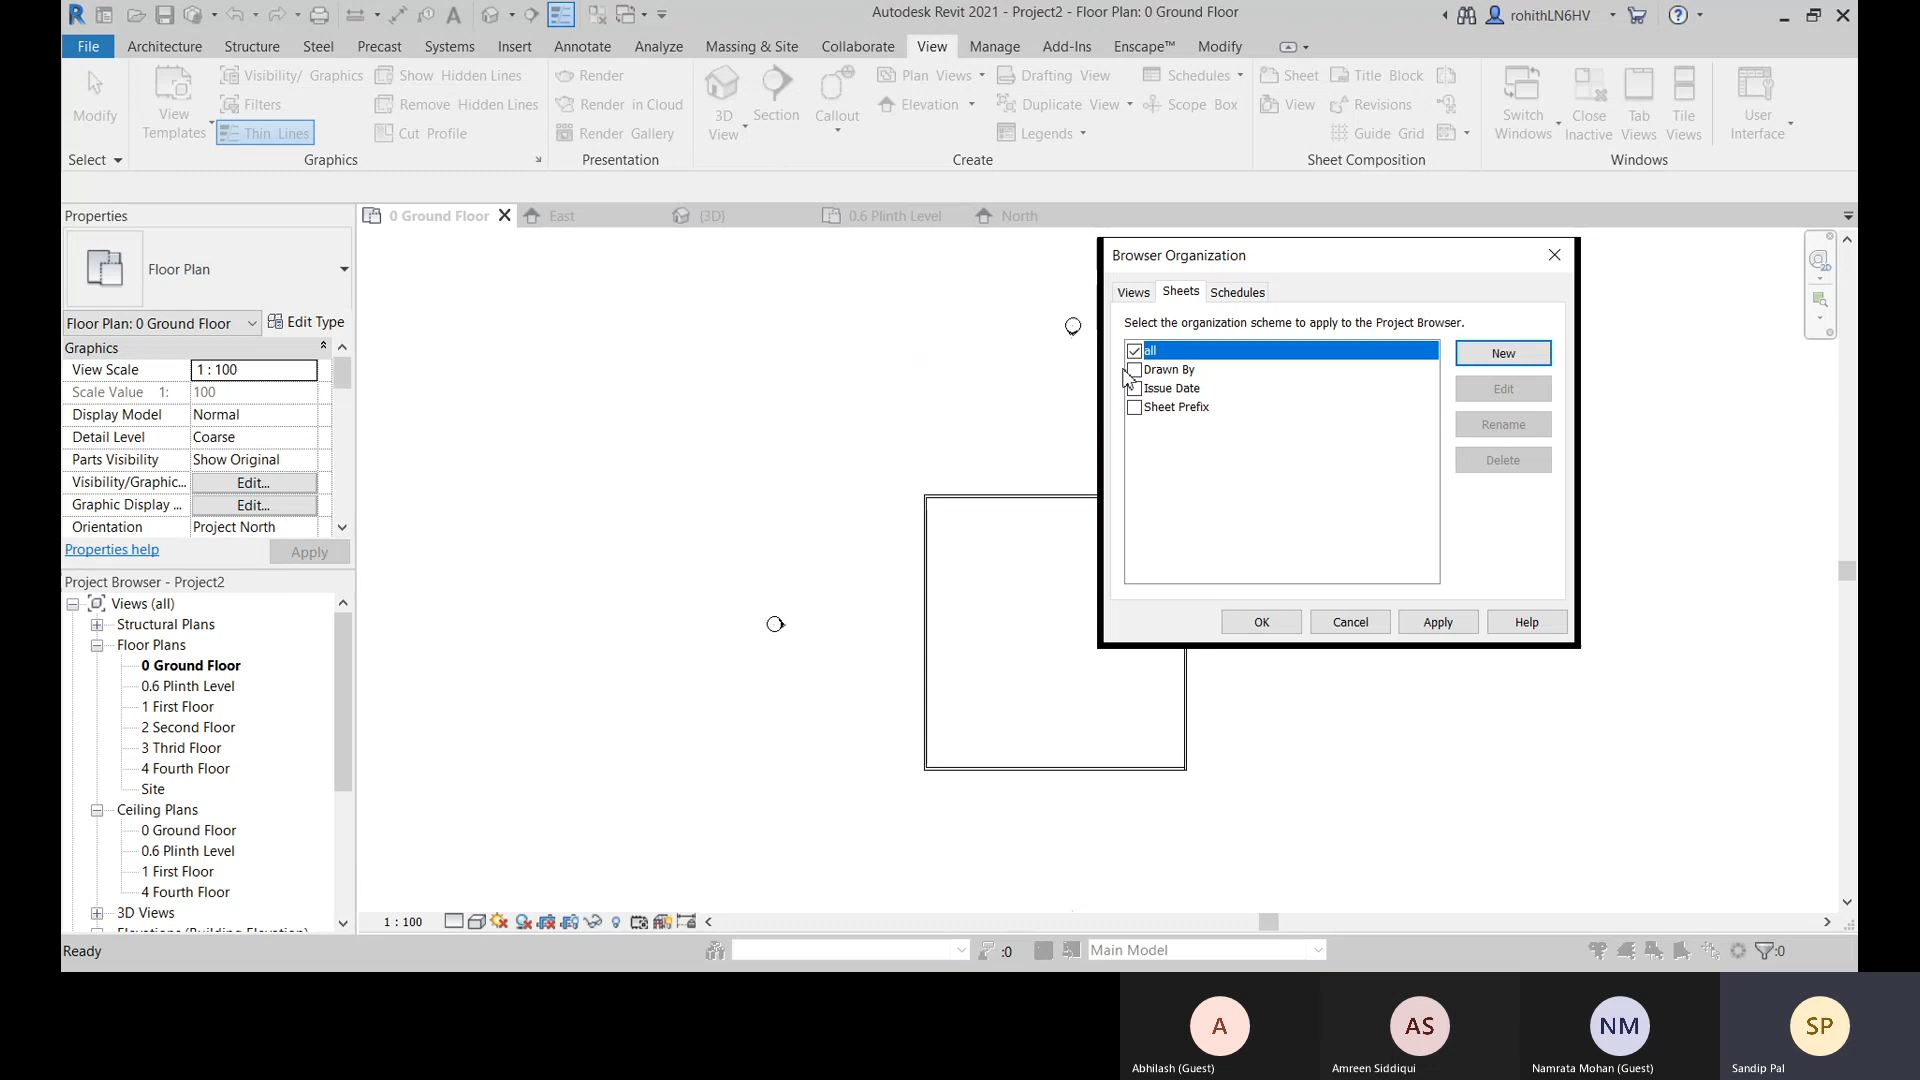 Autodesk Revit 2021 - Project2 - Floor Plan: 0 Ground Floor
rohithLN6HV
File Architecture Structure Steel Precast Systems Insert Annotate Analyze Massing & Site Collaborate View Manage Add-Ins Enscape™ Modify
Modify
Select
View Templates
Visibility/ Graphics
Filters
Thin Lines
Show Hidden Lines
Remove Hidden Lines
Cut Profile
Graphics
Render
Render in Cloud
Render Gallery
Presentation
3D View
Section
Callout
Plan Views
Elevation
Drafting View
Duplicate View
Legends
Schedules
Scope Box
Create
Sheet
View
Title Block
Revisions
Guide Grid
Sheet Composition
Switch Windows
Close Inactive
Tab Views
Tile Views
User Interface
Windows
Properties
Floor Plan
Floor Plan: 0 Ground Floor
Edit Type
Graphics
View Scale 1 : 100
Scale Value 1: 100
Display Model Normal
Detail Level Coarse
Parts Visibility Show Original
Visibility/Graphic... Edit...
Graphic Display ... Edit...
Orientation Project North
Properties help
Apply
Project Browser - Project2
Views (all)
Structural Plans
Floor Plans
0 Ground Floor
0.6 Plinth Level
1 First Floor
2 Second Floor
3 Thrid Floor
4 Fourth Floor
Site
Ceiling Plans
0 Ground Floor
0.6 Plinth Level
1 First Floor
4 Fourth Floor
3D Views
Elevations (Building Elevation)
0 Ground Floor
East
{3D}
0.6 Plinth Level
North
2D
Browser Organization
Views Sheets Schedules
Select the organization scheme to apply to the Project Browser.
all
Drawn By
Issue Date
Sheet Prefix
New
Edit
Rename
Delete
OK Cancel Apply Help
1 : 100
Ready
:0
Main Model
:0
A
Abhilash (Guest)
AS
Amreen Siddiqui
NM
Namrata Mohan (Guest)
SP
Sandip Pal